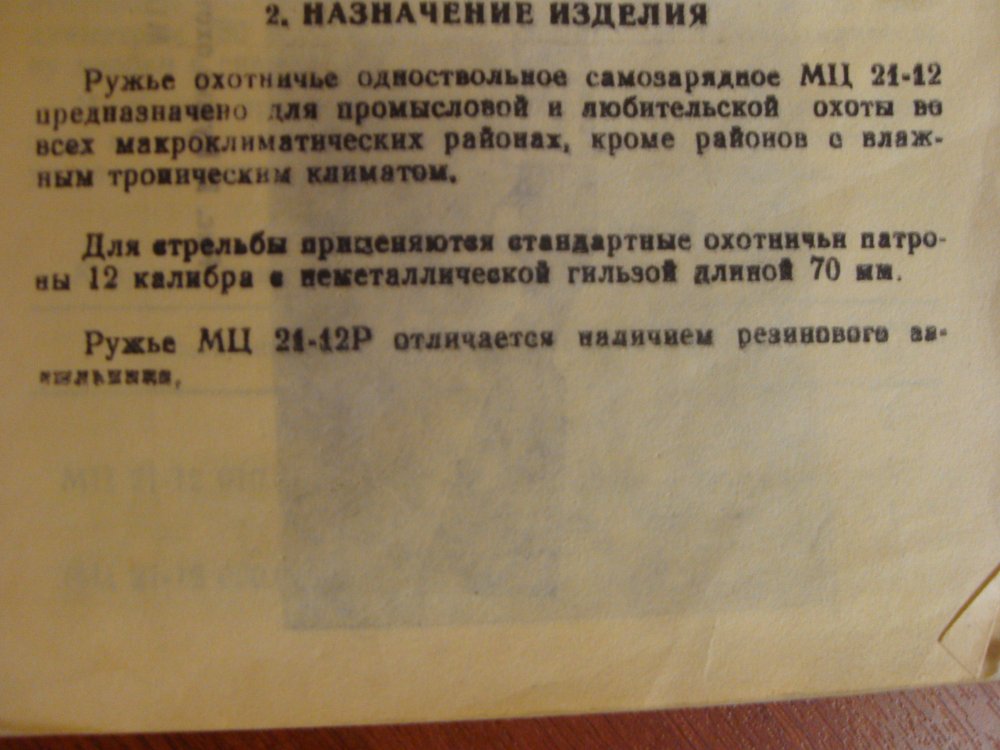 2. НАЗНАЧЕНИЕ ИЗДЕЛИЯ
Ружье охотничье одноствольное самозарядное МЦ 21-12
предназначено для промысловой и любительской охоты во
всех макроклиматических районах, кроме районов с влаж-
ным тропическим климатом.
Для стрельбы применяются стандартные охотничьи патро-
ны 12 калибра с неметаллической гильзой длиной 70 мм.
Ружье МЦ 21-12Р отличается наличием резинового за-
тыльника.